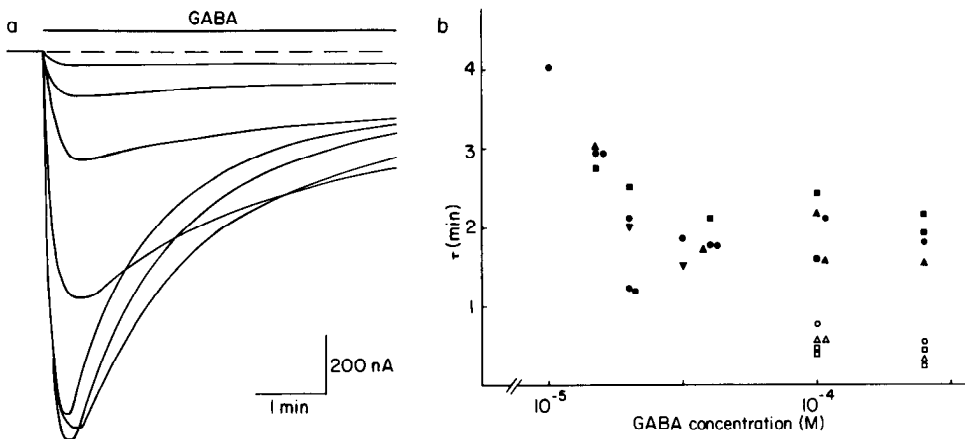 a
GABA
200 nA
1 min
b
τ (min)
4
3
2
1
10⁻⁵
10⁻⁴
GABA concentration (M)